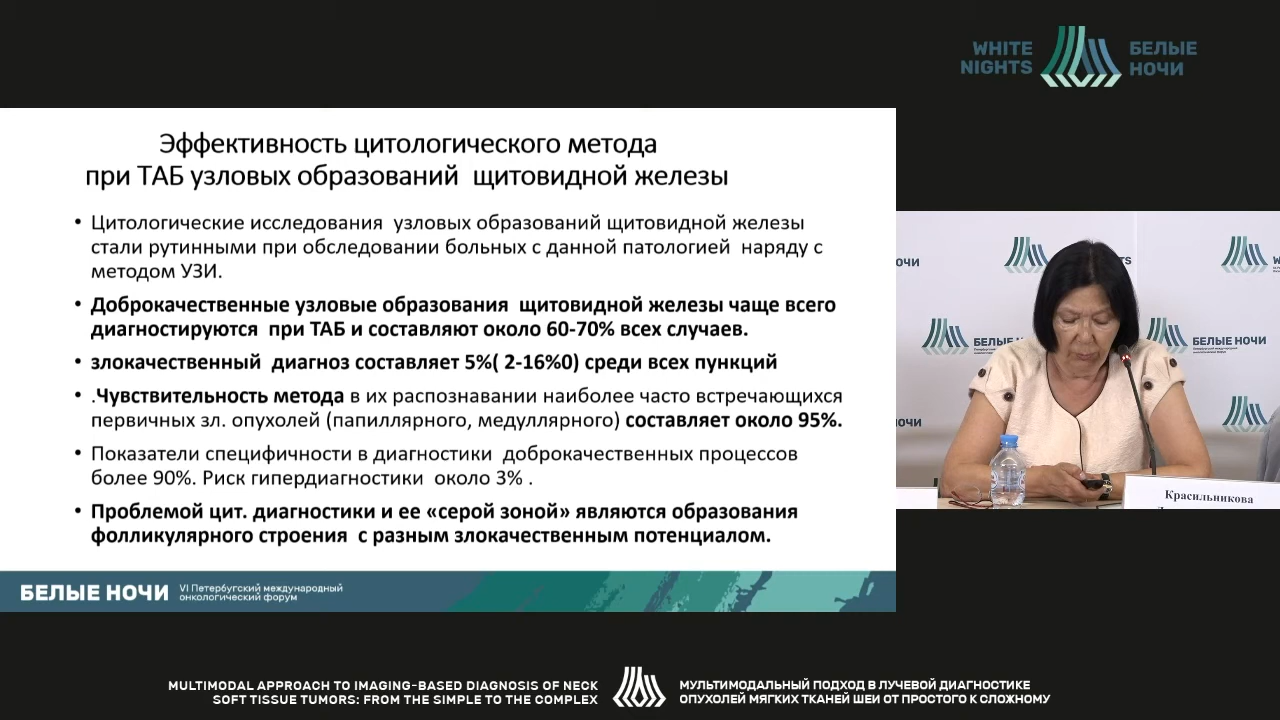 WHITE
NIGHTS
БЕЛЫЕ
НОЧИ
Эффективность цитологического метода
при ТАБ узловых образований щитовидной железы
• Цитологические исследования узловых образований щитовидной железы
стали рутинными при обследовании больных с данной патологией наряду с
методом УЗИ.
• Доброкачественные узловые образования щитовидной железы чаще всего
диагностируются при ТАБ и составляют около 60-70% всех случаев.
• злокачественный диагноз составляет 5%( 2-16%0) среди всех пункций
• .Чувствительность метода в их распознавании наиболее часто встречающихся
первичных зл. опухолей (папиллярного, медуллярного) составляет около 95%.
• Показатели специфичности в диагностики доброкачественных процессов
более 90%. Риск гипердиагностики около 3% .
• Проблемой цит. диагностики и ее «серой зоной» являются образования
фолликулярного строения с разным злокачественным потенциалом.
БЕЛЫЕ НОЧИ
VI Петербургский международный
онкологический форум
БЕЛЫЕ НОЧИ
Красильникова
MULTIMODAL APPROACH TO IMAGING-BASED DIAGNOSIS OF NECK
SOFT TISSUE TUMORS: FROM THE SIMPLE TO THE COMPLEX
МУЛЬТИМОДАЛЬНЫЙ ПОДХОД В ЛУЧЕВОЙ ДИАГНОСТИКЕ
ОПУХОЛЕЙ МЯГКИХ ТКАНЕЙ ШЕИ ОТ ПРОСТОГО К СЛОЖНОМУ